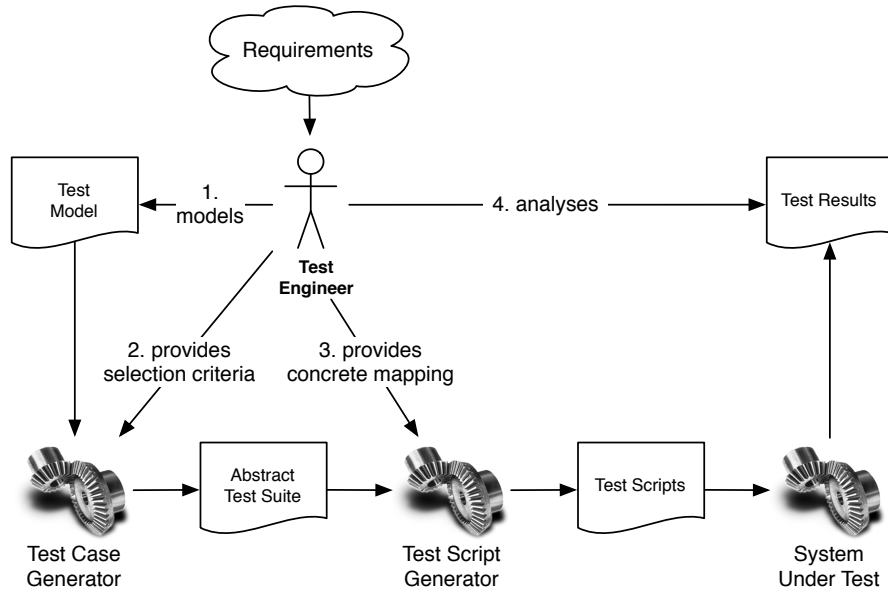 Requirements
Test
Model
1.
models
4. analyses
Test Results
Test
Engineer
2. provides
selection criteria
3. provides
concrete mapping
Abstract
Test Suite
Test Scripts
Test Case
Generator
Test Script
Generator
System
Under Test